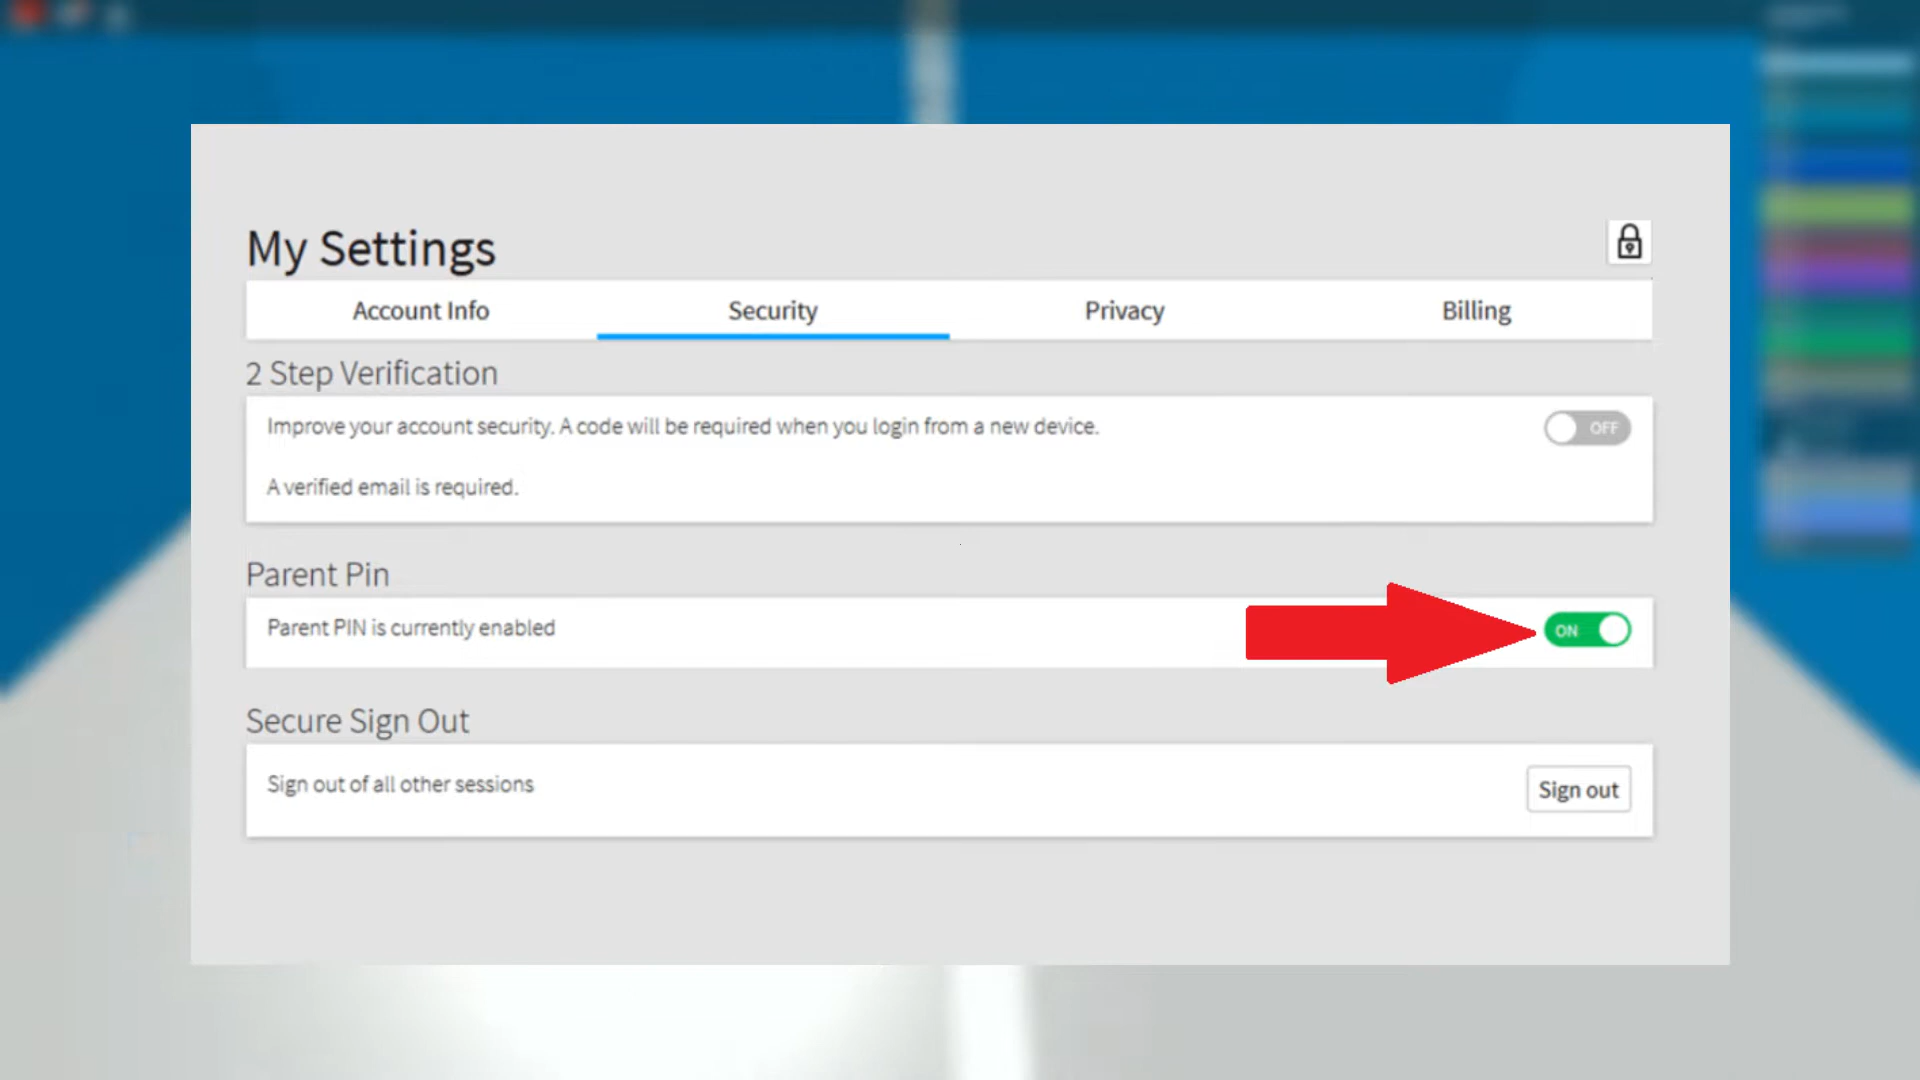 My Settings
Account Info
Security
Privacy
Billing
2 Step Verification
Improve your account security. A code will be required when you login from a new device.
OFF
A verified email is required.
Parent Pin
Parent PIN is currently enabled
ON
Secure Sign Out
Sign out of all other sessions
Sign out